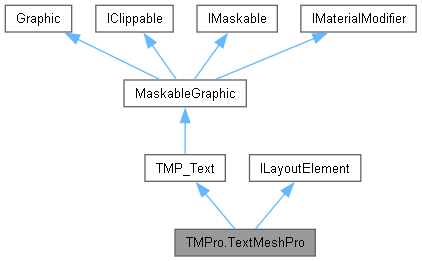 Graphic
IClippable
IMaskable
IMaterialModifier
MaskableGraphic
TMP_Text
ILayoutElement
TMPro.TextMeshPro